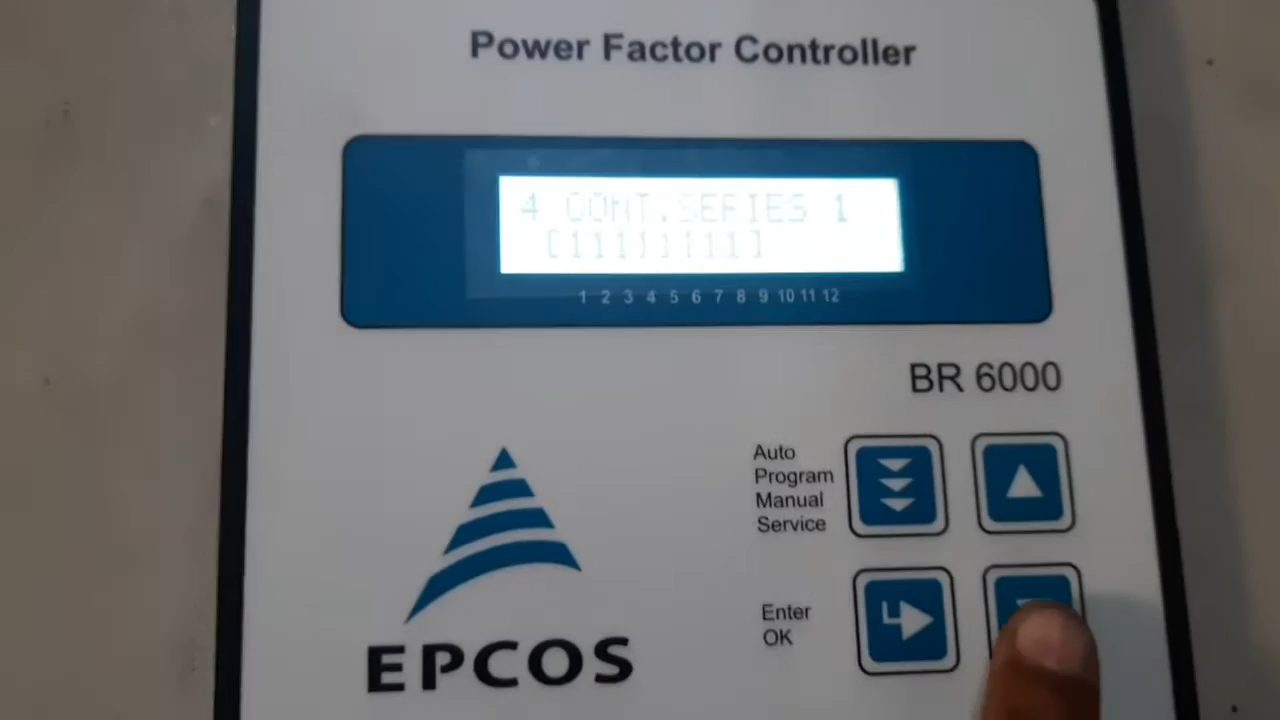 Power Factor Controller
4 CONT.SERIES 1
1 2 3 4 5 6 7 8 9 10 11 12
BR 6000
Auto
Program
Manual
Service
Enter
OK
EPCOS